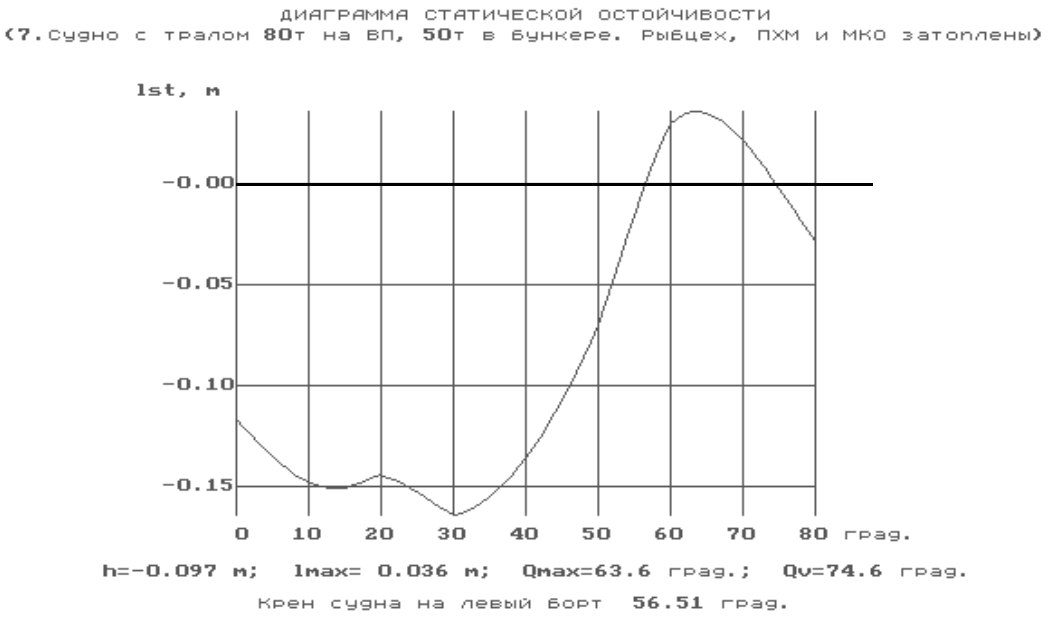 ДИАГРАММА СТАТИЧЕСКОЙ ОСТОЙЧИВОСТИ
(7.Судно с тралом 80т на ВП, 50т в бункере. Рыбцех, ПХМ и МКО затоплены)
lst, м
-0.00
-0.05
-0.10
-0.15
0 10 20 30 40 50 60 70 80 град.
h=-0.097 м; lmax= 0.036 м; Qmax=63.6 град.; Qv=74.6 град.
Крен судна на левый борт 56.51 град.